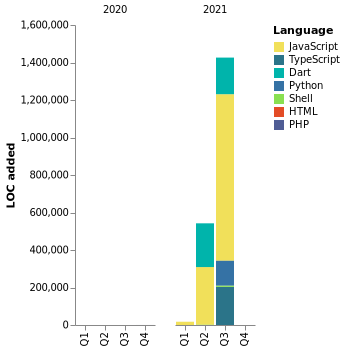 2020
2021
LOC added
1,600,000
1,400,000
1,200,000
1,000,000
800,000
600,000
400,000
200,000
0
Q1
Q2
Q3
Q4
Q1
Q2
Q3
Q4
Language
JavaScript
TypeScript
Dart
Python
Shell
HTML
PHP